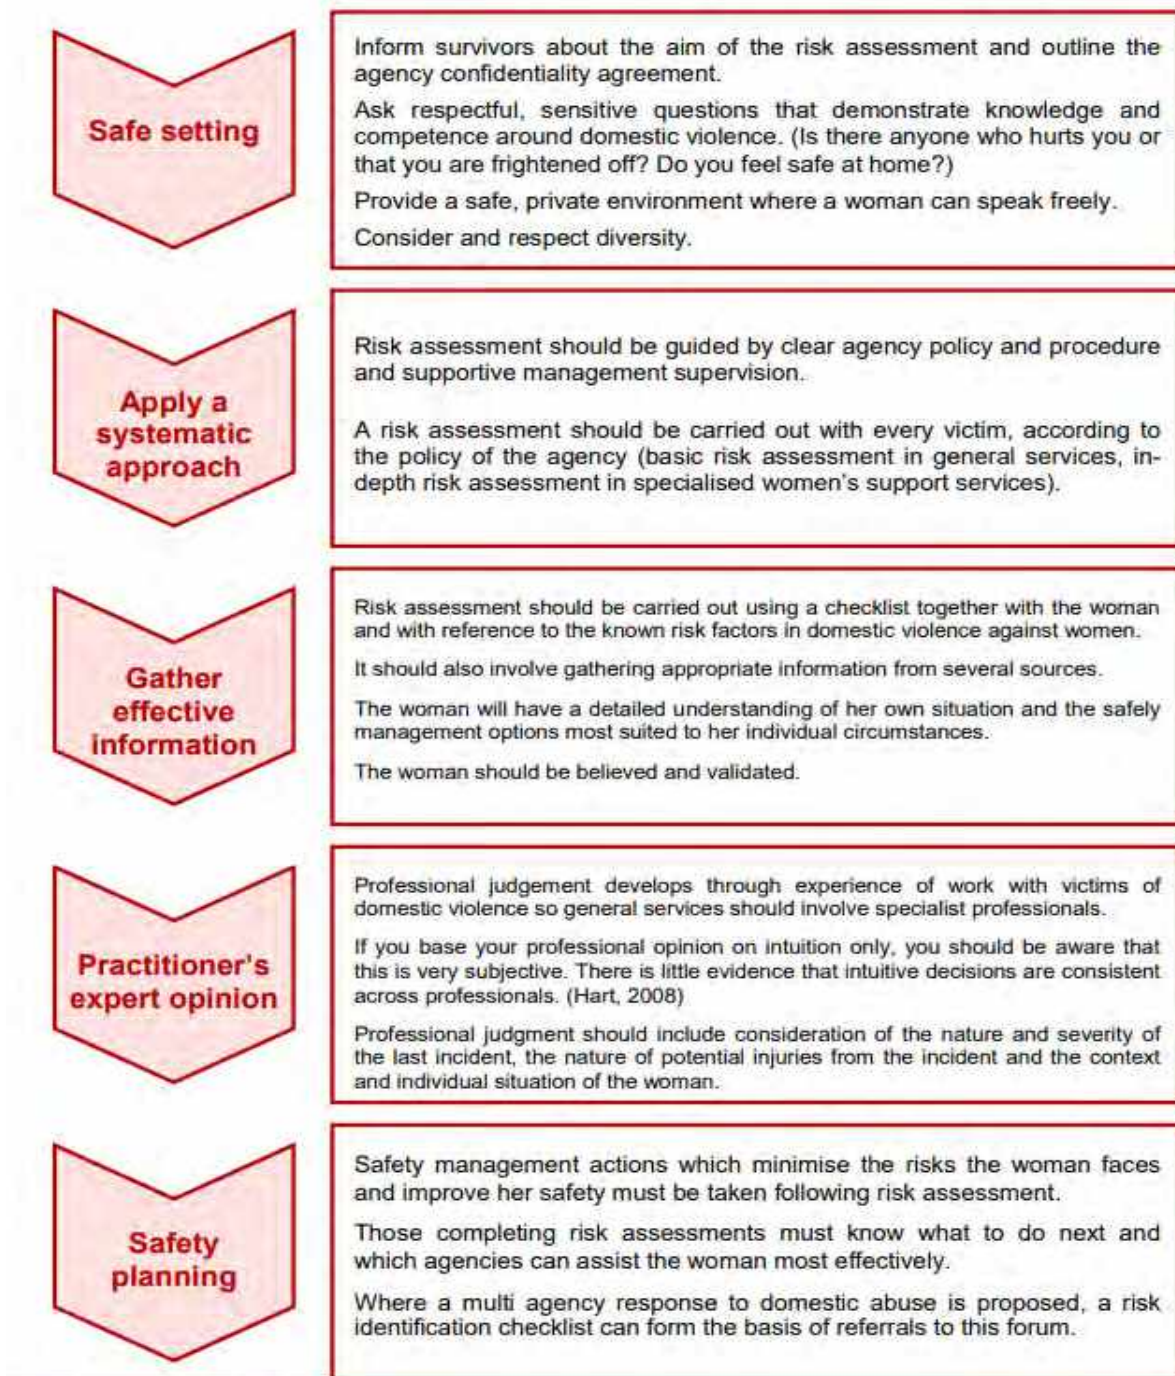 Safe setting
Inform survivors about the aim of the risk assessment and outline the
agency confidentiality agreement.
Ask respectful, sensitive questions that demonstrate knowledge and
competence around domestic violence. (Is there anyone who hurts you or
that you are frightened off? Do you feel safe at home?)
Provide a safe, private environment where a woman can speak freely.
Consider and respect diversity.
Apply a
systematic
approach
Risk assessment should be guided by clear agency policy and procedure
and supportive management supervision.
A risk assessment should be carried out with every victim, according to
the policy of the agency (basic risk assessment in general services, in-
depth risk assessment in specialised women's support services).
Gather
effective
information
Risk assessment should be carried out using a checklist together with the woman
and with reference to the known risk factors in domestic violence against women.
It should also involve gathering appropriate information from several sources.
The woman will have a detailed understanding of her own situation and the safely
management options most suited to her individual circumstances.
The woman should be believed and validated.
Practitioner's
expert opinion
Professional judgement develops through experience of work with victims of
domestic violence so general services should involve specialist professionals.
If you base your professional opinion on intuition only, you should be aware that
this is very subjective. There is little evidence that intuitive decisions are consistent
across professionals. (Hart, 2008)
Professional judgment should include consideration of the nature and severity of
the last incident, the nature of potential injuries from the incident and the context
and individual situation of the woman.
Safety
planning
Safety management actions which minimise the risks the woman faces
and improve her safety must be taken following risk assessment.
Those completing risk assessments must know what to do next and
which agencies can assist the woman most effectively.
Where a multi agency response to domestic abuse is proposed, a risk
identification checklist can form the basis of referrals to this forum.